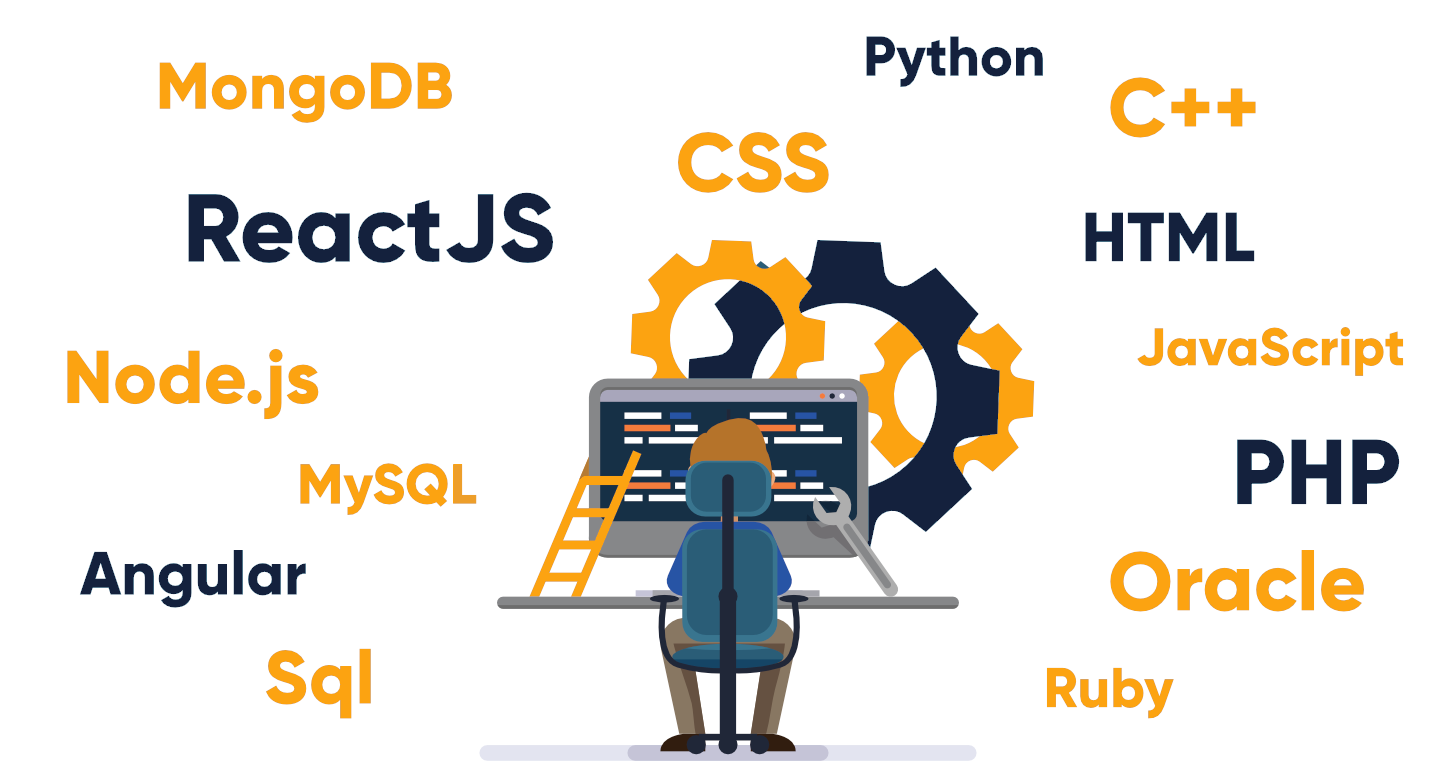 Python
MongoDB
C++
CSS
ReactJS
HTML
JavaScript
Node.js
PHP
MySQL
Angular
Oracle
Sql
Ruby